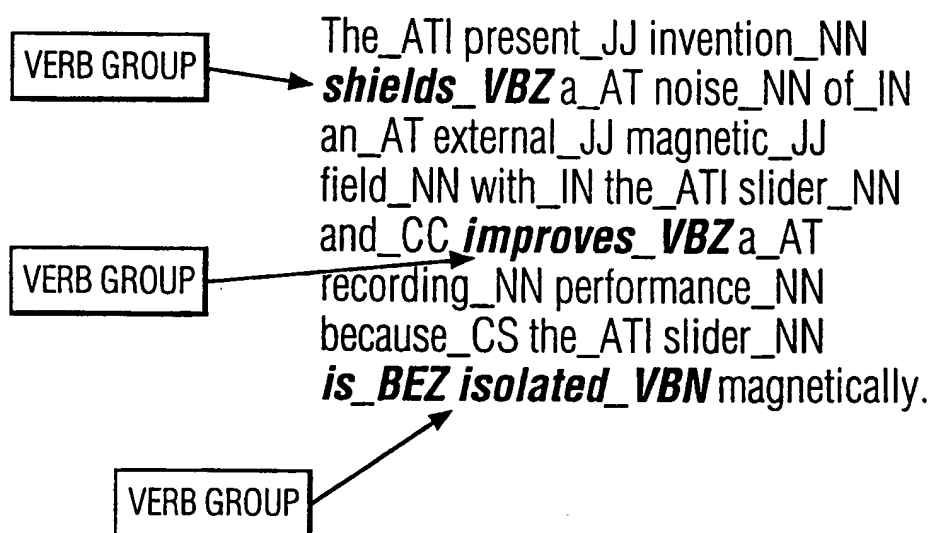 The_ATI present_JJ invention_NN
VERB GROUP
shields_VBZ a_AT noise_NN of_IN
an_AT external_JJ magnetic_JJ
field_NN with_IN the_ATI slider_NN
and_CC improves_VBZ a_AT
VERB GROUP
recording_NN performance_NN
because_CS the_ATI slider_NN
is_BEZ isolated_VBN magnetically.
VERB GROUP